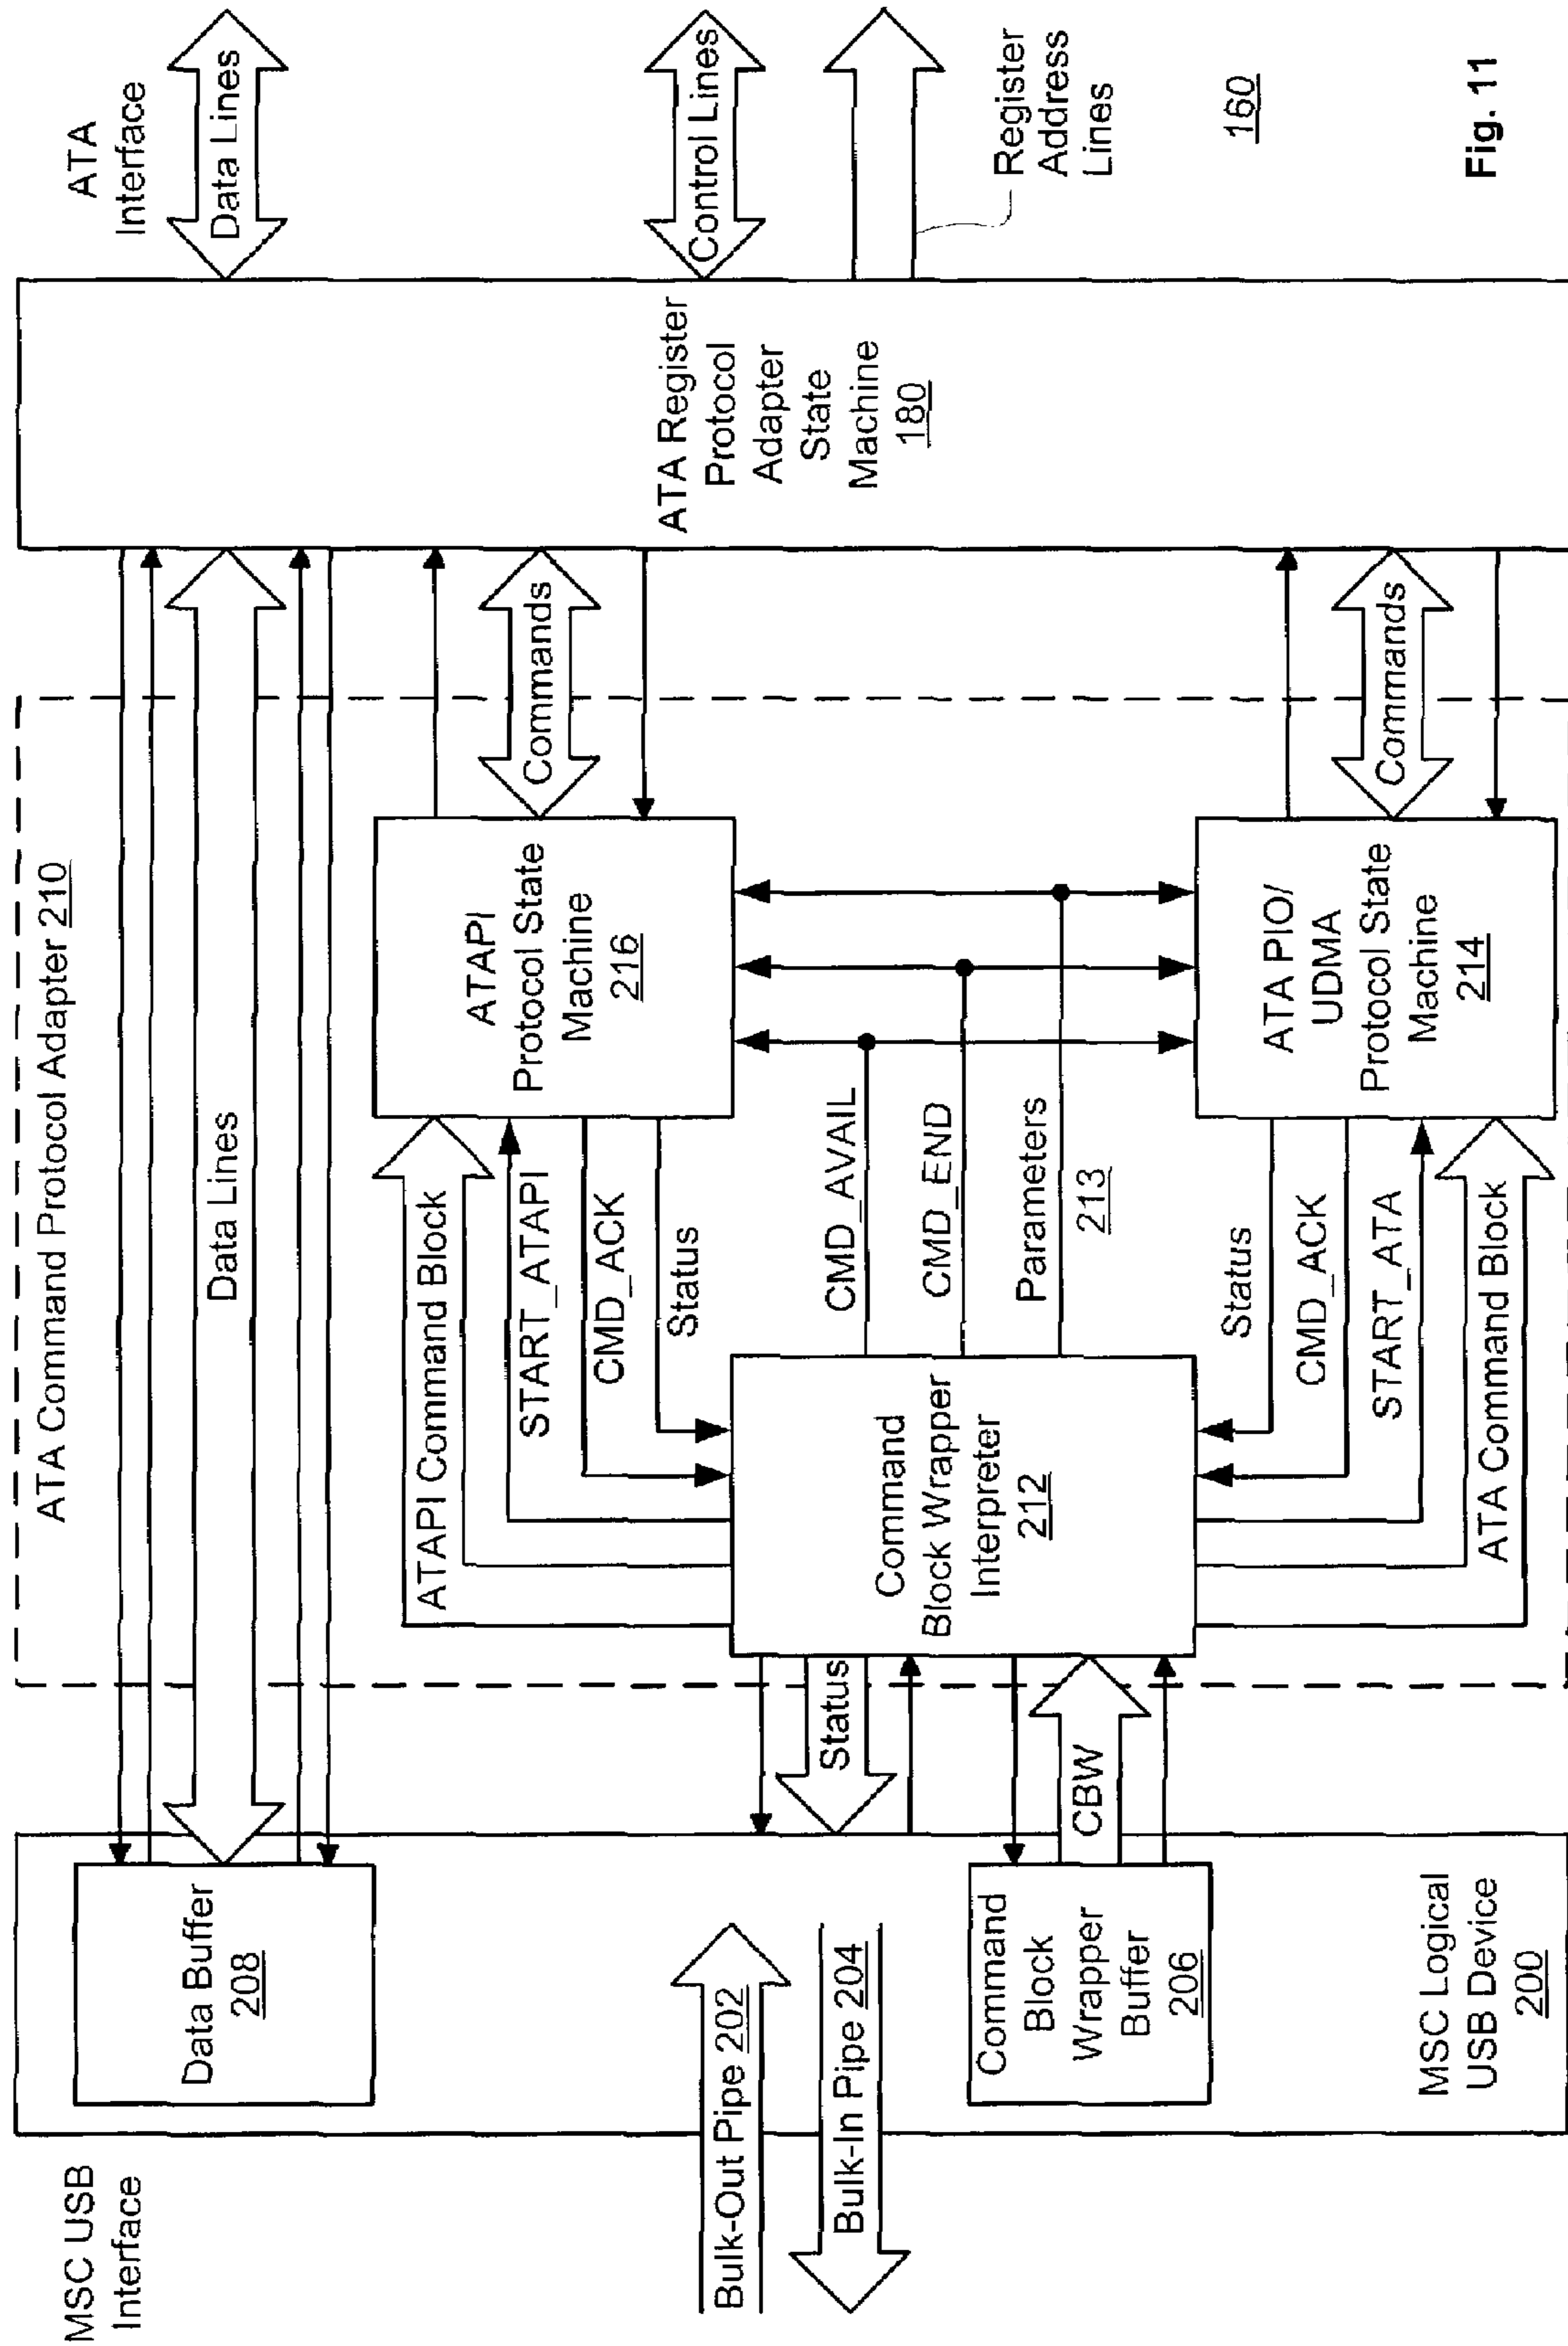 MSC USB
Interface
ATA
Interface
ATA Command Protocol Adapter 210
Data Buffer
208
Data Lines
Data Lines
ATAPI Command Block
START_ATAPI
CMD_ACK
Status
ATAPI
Protocol State
Machine
216
Commands
ATA Register
Protocol
Adapter
State
Machine
180
Control Lines
Register
Address
Lines
Bulk-Out Pipe 202
Bulk-In Pipe 204
Status
Command
Block Wrapper
Interpreter
212
CMD_AVAIL
CMD_END
Parameters
213
Command
Block
Wrapper
Buffer
206
CBW
Status
CMD_ACK
START_ATA
ATA Command Block
ATA PIO/
UDMA
Protocol State
Machine
214
Commands
MSC Logical
USB Device
200
160
Fig. 11